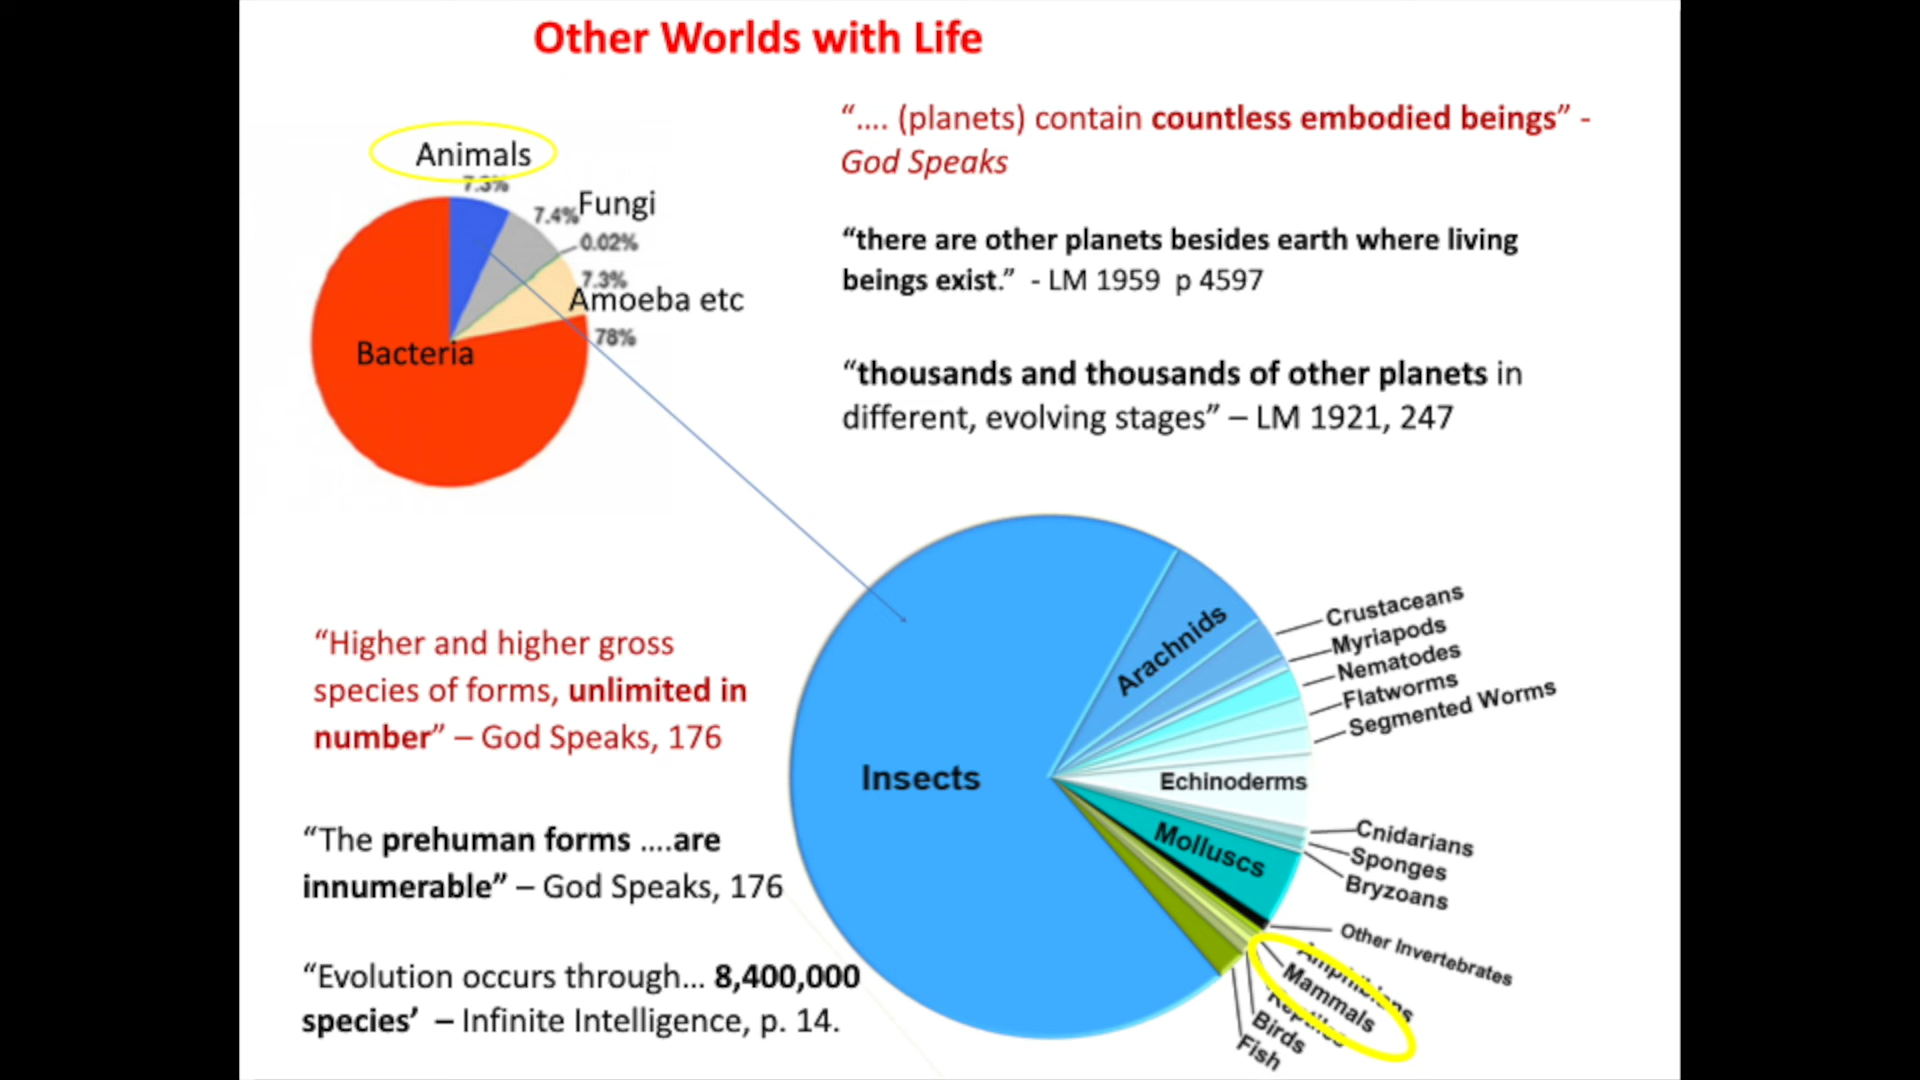 Other Worlds with Life
“…. (planets) contain countless embodied beings” -
God Speaks
“there are other planets besides earth where living
beings exist.”  - LM 1959  p 4597
“thousands and thousands of other planets in
different, evolving stages” – LM 1921, 247
Animals
7.3%
Fungi
7.4%
0.02%
7.3%
Amoeba etc
78%
Bacteria
“Higher and higher gross
species of forms, unlimited in
number” – God Speaks, 176
“The prehuman forms ….are
innumerable” – God Speaks, 176
“Evolution occurs through… 8,400,000
species’  – Infinite Intelligence, p. 14.
Insects
Arachnids
Crustaceans
Myriapods
Nematodes
Flatworms
Segmented Worms
Echinoderms
Cnidarians
Sponges
Bryzoans
Molluscs
Other Invertebrates
Amphibians
Mammals
Reptiles
Birds
Fish